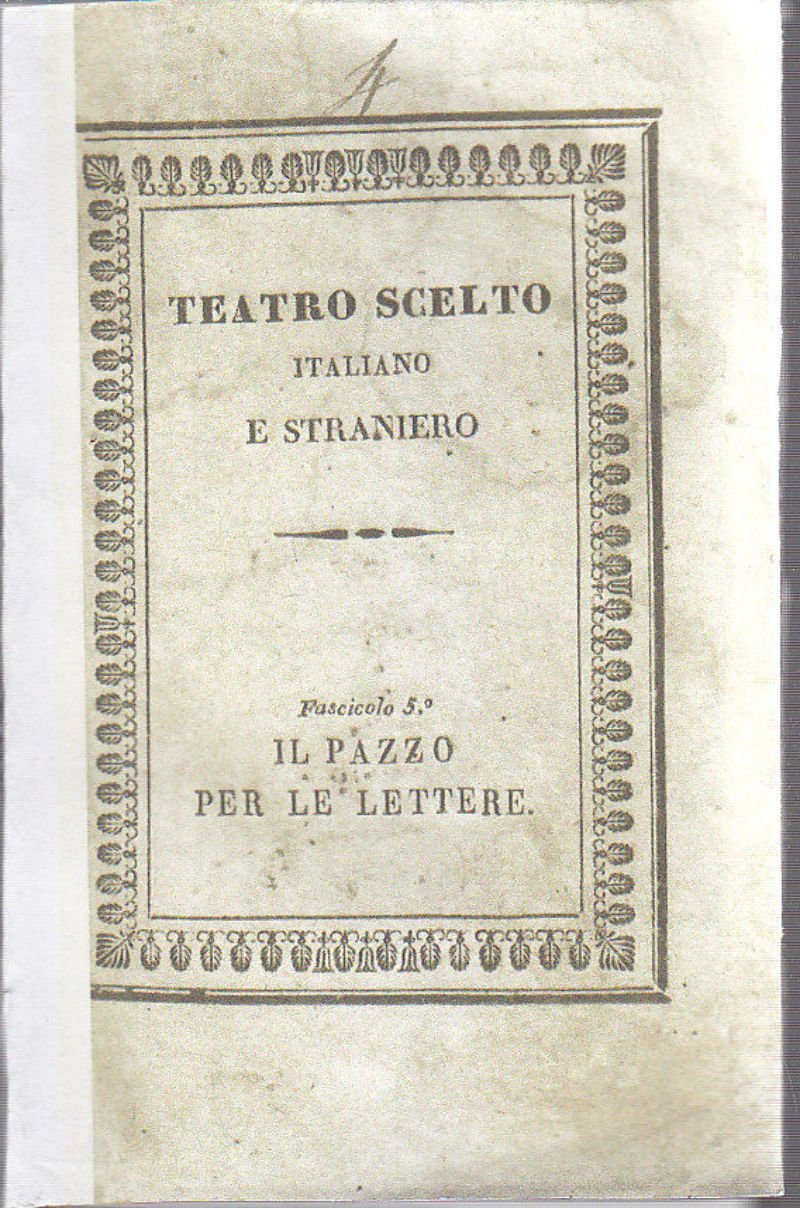 4
TEATRO SCELTO
ITALIANO
E STRANIERO
Fascicolo 5.º
IL PAZZO
PER LE LETTERE.